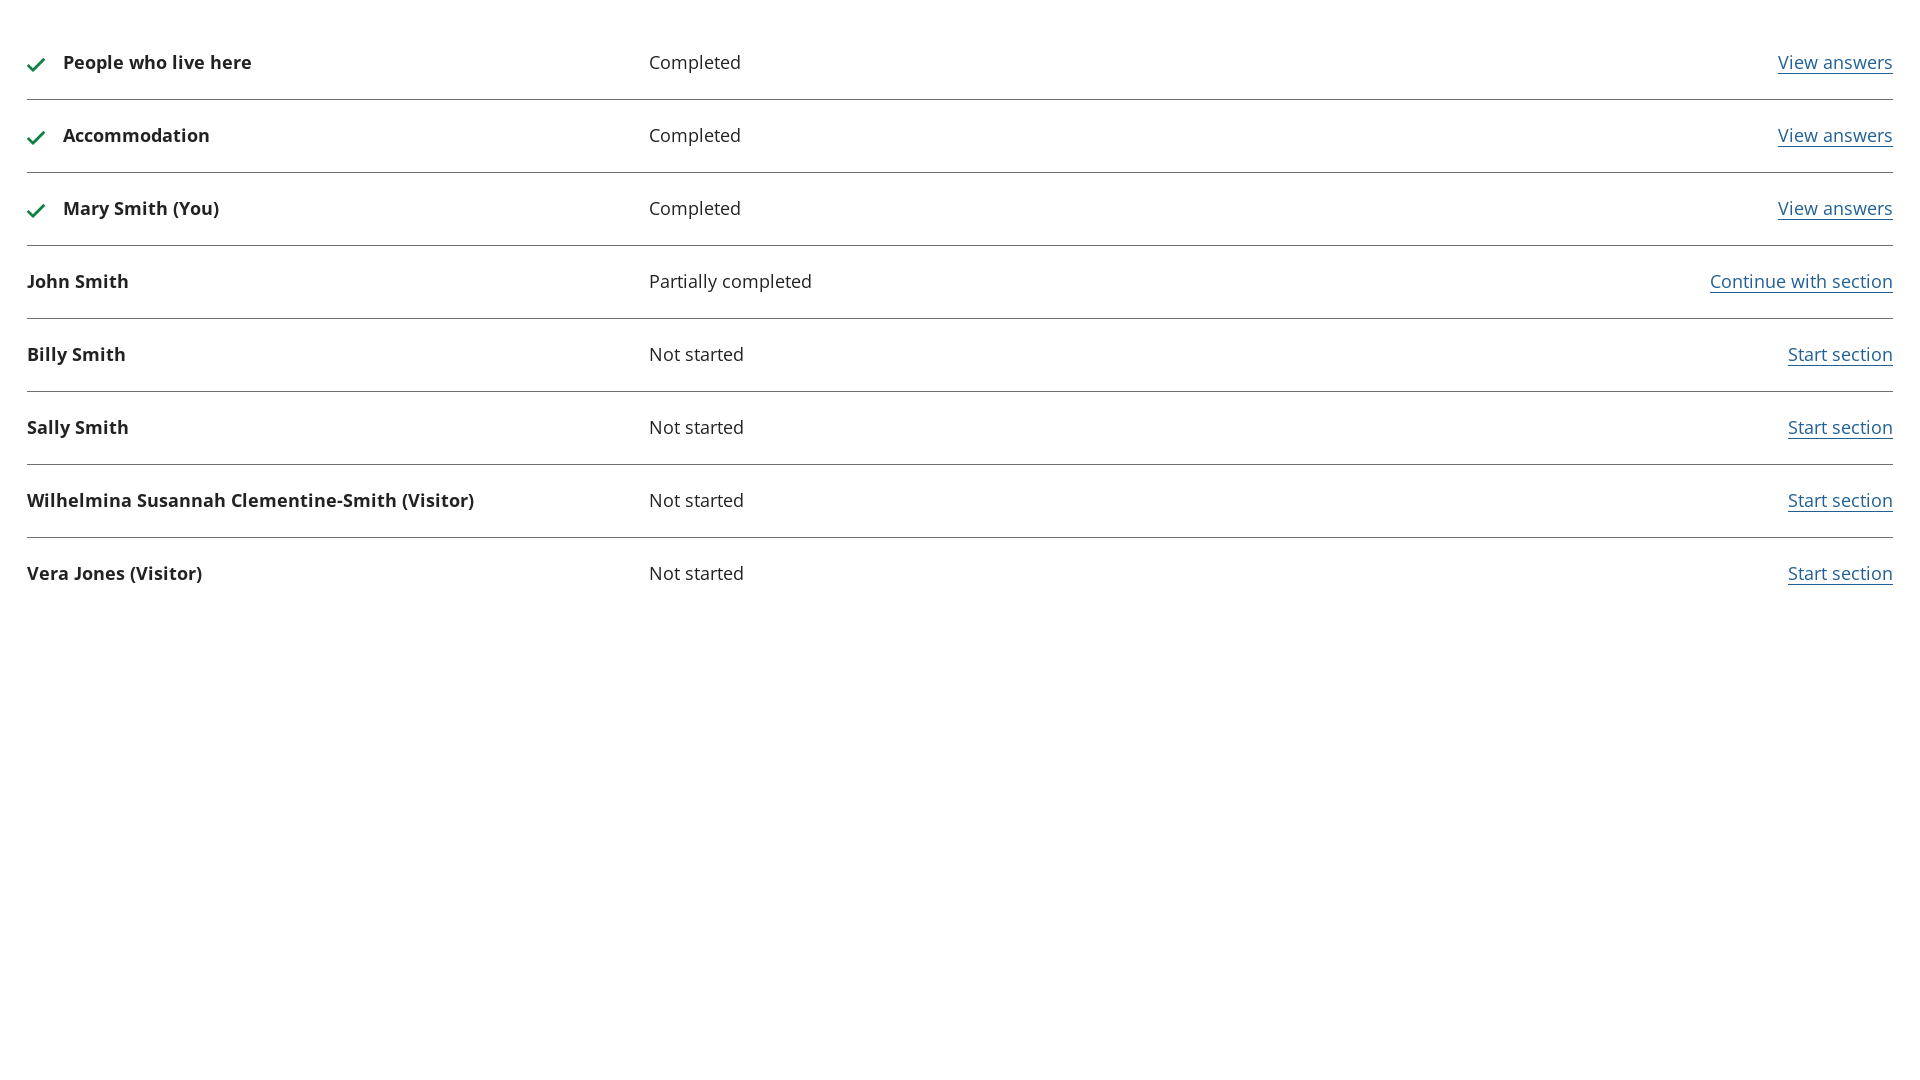 People who live here Completed View answers
Accommodation Completed View answers
Mary Smith (You) Completed View answers
John Smith Partially completed Continue with section
Billy Smith Not started Start section
Sally Smith Not started Start section
Wilhelmina Susannah Clementine-Smith (Visitor) Not started Start section
Vera Jones (Visitor) Not started Start section